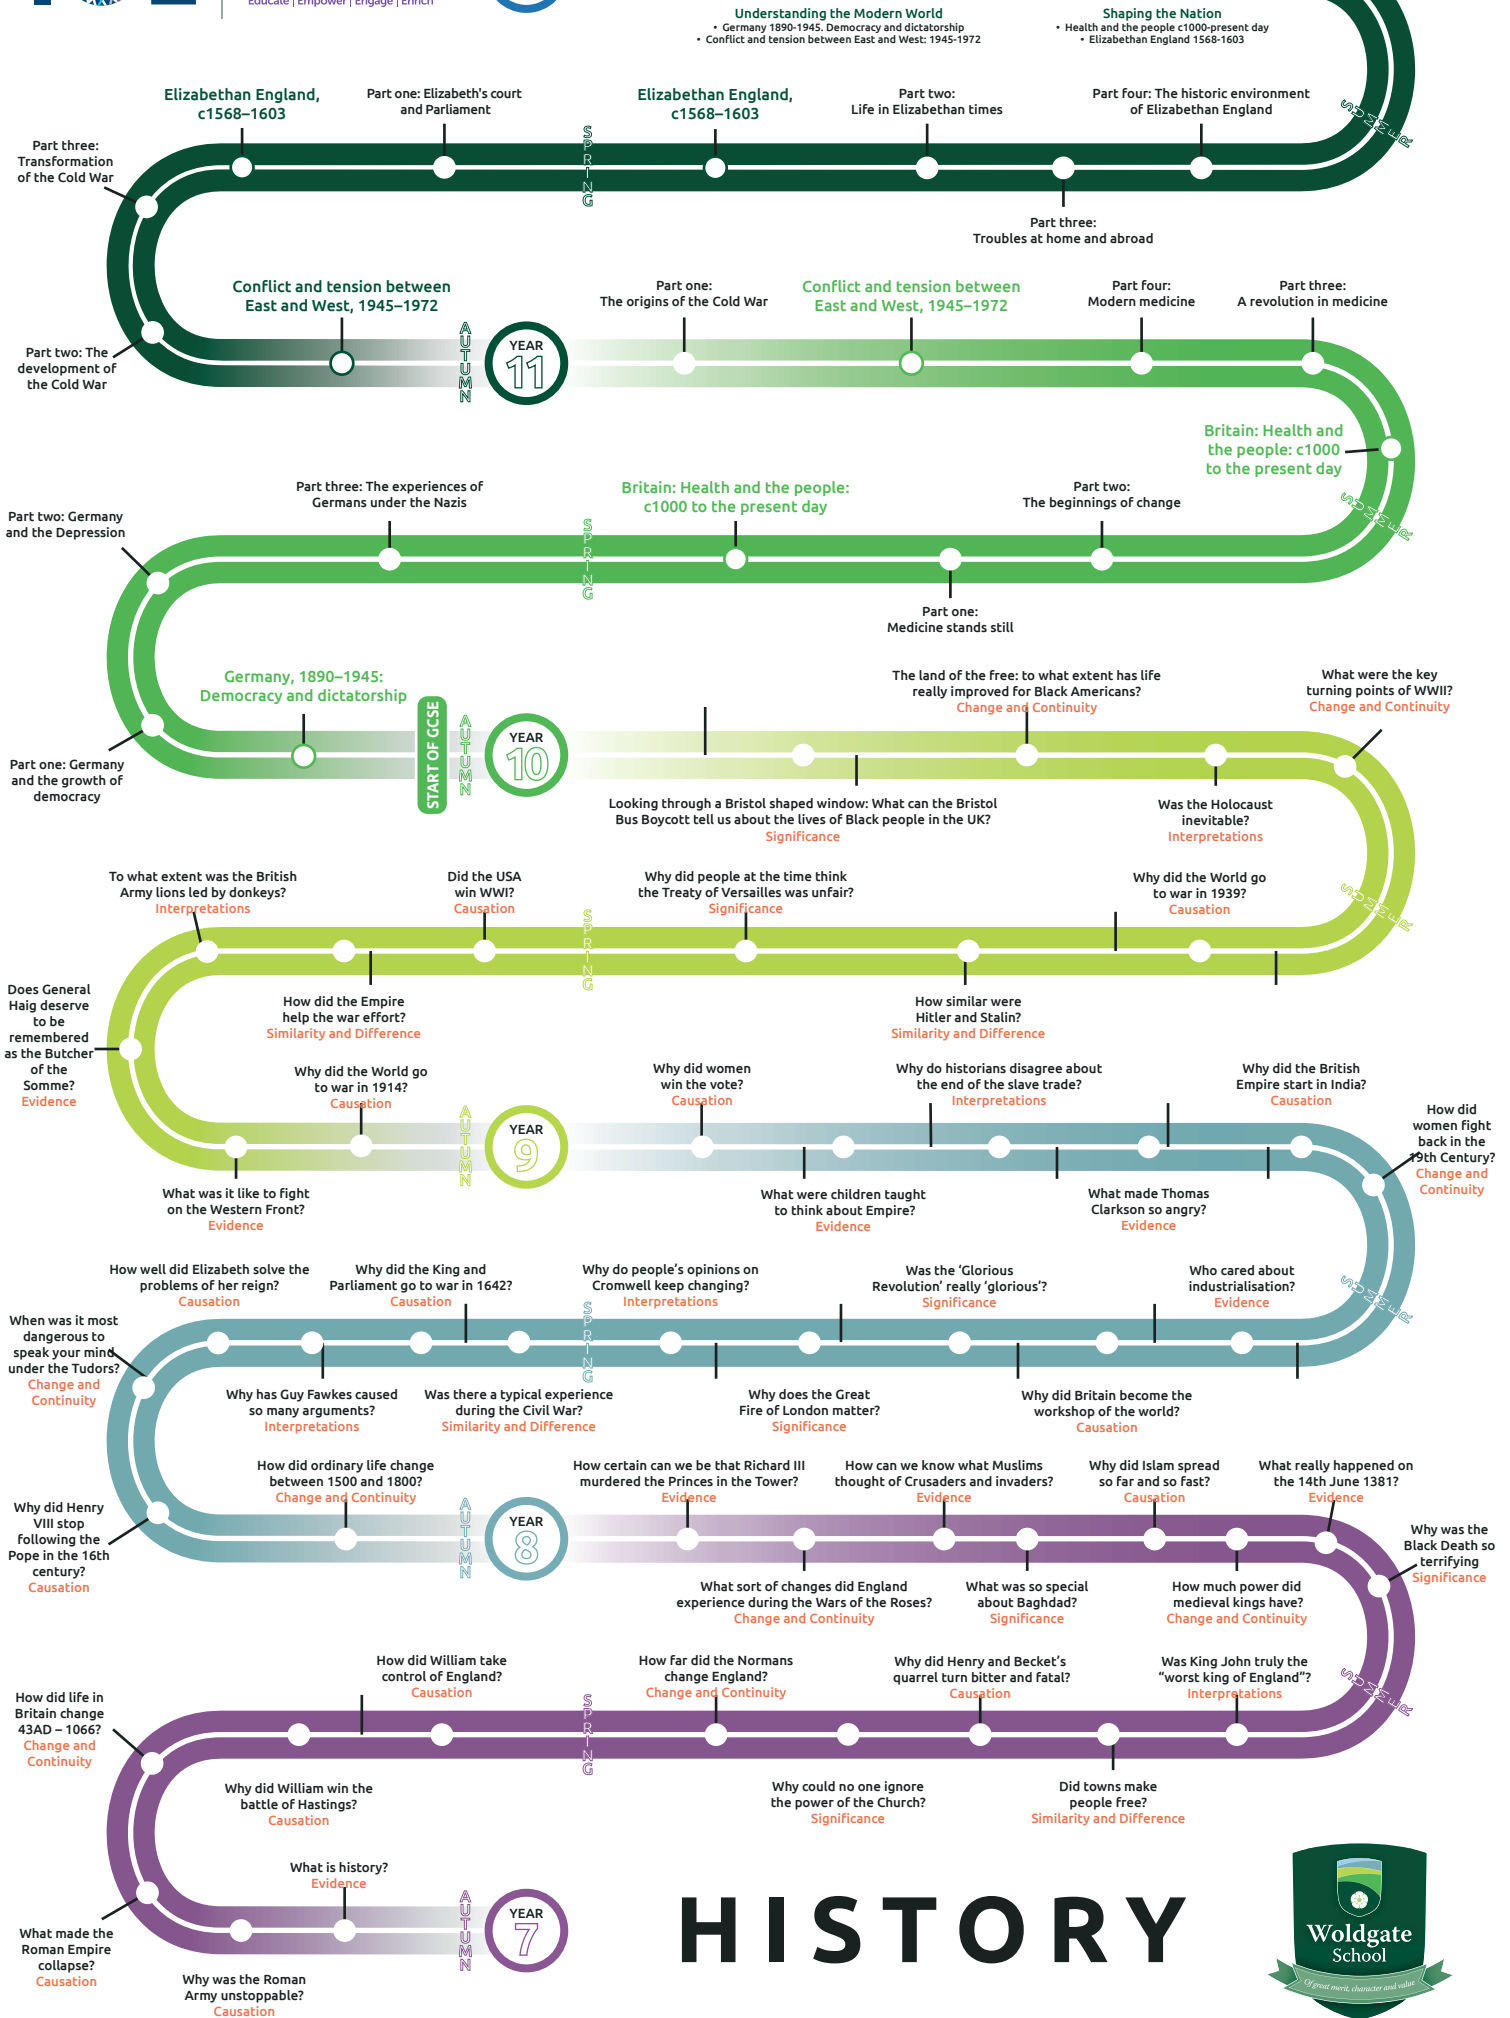 Educate | Empower | Engage | Enrich
Understanding the Modern World
• Germany 1890-1945. Democracy and dictatorship
• Conflict and tension between East and West: 1945-1972
Shaping the Nation
• Health and the people c1000-present day
• Elizabethan England 1568-1603
SUMMER
Elizabethan England,
c1568–1603
Part one: Elizabeth's court
and Parliament
SPRING
Elizabethan England,
c1568–1603
Part two:
Life in Elizabethan times
Part four: The historic environment
of Elizabethan England
Part three:
Transformation
of the Cold War
Part three:
Troubles at home and abroad
Conflict and tension between
East and West, 1945–1972
AUTUMN
YEAR
11
Part one:
The origins of the Cold War
Conflict and tension between
East and West, 1945–1972
Part four:
Modern medicine
Part three:
A revolution in medicine
Part two: The
development of
the Cold War
Britain: Health and
the people: c1000
to the present day
SUMMER
Part two: Germany
and the Depression
Part three: The experiences of
Germans under the Nazis
SPRING
Britain: Health and the people:
c1000 to the present day
Part two:
The beginnings of change
Part one:
Medicine stands still
Germany, 1890–1945:
Democracy and dictatorship
START OF GCSE
AUTUMN
YEAR
10
The land of the free: to what extent has life
really improved for Black Americans?
Change and Continuity
What were the key
turning points of WWII?
Change and Continuity
Part one: Germany
and the growth of
democracy
Looking through a Bristol shaped window: What can the Bristol
Bus Boycott tell us about the lives of Black people in the UK?
Significance
Was the Holocaust
inevitable?
Interpretations
SUMMER
To what extent was the British
Army lions led by donkeys?
Interpretations
Did the USA
win WWI?
Causation
SPRING
Why did people at the time think
the Treaty of Versailles was unfair?
Significance
Why did the World go
to war in 1939?
Causation
Does General
Haig deserve
to be
remembered
as the Butcher
of the
Somme?
Evidence
How did the Empire
help the war effort?
Similarity and Difference
How similar were
Hitler and Stalin?
Similarity and Difference
Why did the World go
to war in 1914?
Causation
AUTUMN
YEAR
9
Why did women
win the vote?
Causation
Why do historians disagree about
the end of the slave trade?
Interpretations
Why did the British
Empire start in India?
Causation
How did
women fight
back in the
19th Century?
Change and
Continuity
What was it like to fight
on the Western Front?
Evidence
What were children taught
to think about Empire?
Evidence
What made Thomas
Clarkson so angry?
Evidence
SUMMER
How well did Elizabeth solve the
problems of her reign?
Causation
Why did the King and
Parliament go to war in 1642?
Causation
SPRING
Why do people’s opinions on
Cromwell keep changing?
Interpretations
Was the ‘Glorious
Revolution’ really ‘glorious’?
Significance
Who cared about
industrialisation?
Evidence
When was it most
dangerous to
speak your mind
under the Tudors?
Change and
Continuity
Why has Guy Fawkes caused
so many arguments?
Interpretations
Was there a typical experience
during the Civil War?
Similarity and Difference
Why does the Great
Fire of London matter?
Significance
Why did Britain become the
workshop of the world?
Causation
Why did Henry
VIII stop
following the
Pope in the 16th
century?
Causation
How did ordinary life change
between 1500 and 1800?
Change and Continuity
AUTUMN
YEAR
8
How certain can we be that Richard III
murdered the Princes in the Tower?
Evidence
How can we know what Muslims
thought of Crusaders and invaders?
Evidence
Why did Islam spread
so far and so fast?
Causation
What really happened on
the 14th June 1381?
Evidence
Why was the
Black Death so
terrifying
Significance
What sort of changes did England
experience during the Wars of the Roses?
Change and Continuity
What was so special
about Baghdad?
Significance
How much power did
medieval kings have?
Change and Continuity
SUMMER
How did life in
Britain change
43AD – 1066?
Change and
Continuity
How did William take
control of England?
Causation
SPRING
How far did the Normans
change England?
Change and Continuity
Why did Henry and Becket’s
quarrel turn bitter and fatal?
Causation
Was King John truly the
“worst king of England”?
Interpretations
Why did William win the
battle of Hastings?
Causation
Why could no one ignore
the power of the Church?
Significance
Did towns make
people free?
Similarity and Difference
What is history?
Evidence
AUTUMN
YEAR
7
What made the
Roman Empire
collapse?
Causation
Why was the Roman
Army unstoppable?
Causation
HISTORY
Woldgate
School
Of great merit, character and value